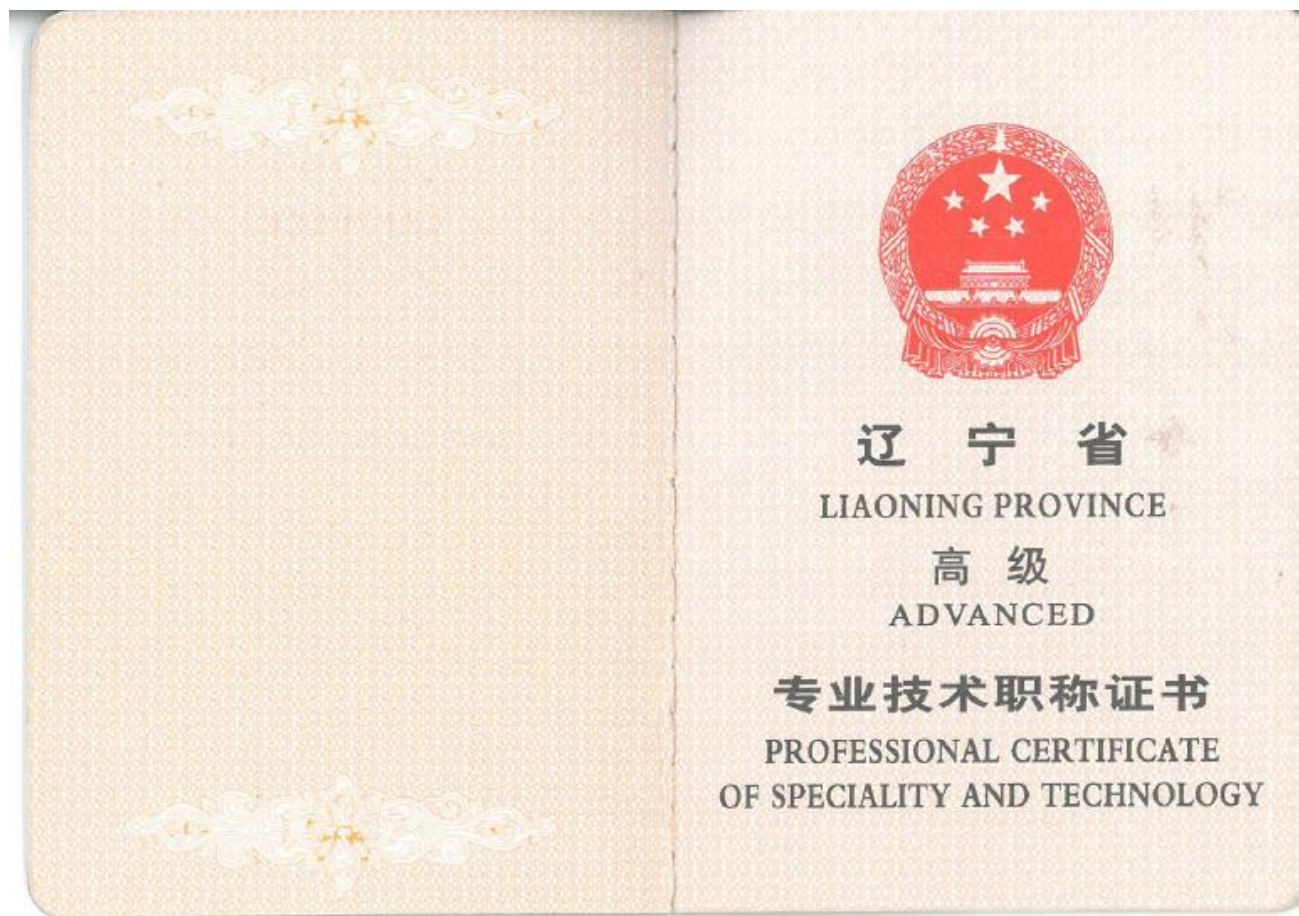 辽宁省
LIAONING PROVINCE
高级
ADVANCED
专业技术职称证书
PROFESSIONAL CERTIFICATE
OF SPECIALITY AND TECHNOLOGY